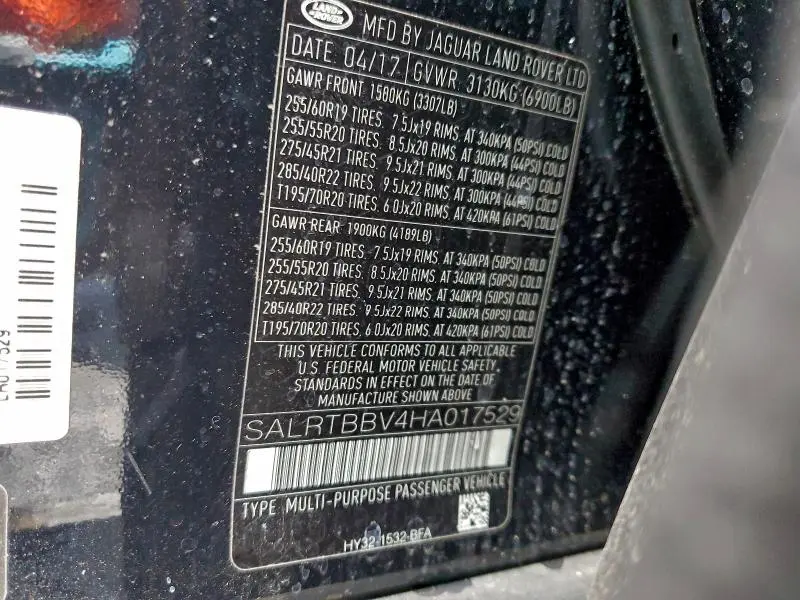 LAND ROVER
MFD BY JAGUAR LAND ROVER LTD
DATE: 04/17 GVWR: 3130KG (6900LB)
GAWR FRONT: 1580KG (3307LB)
255/60R19 TIRES, 7.5Jx19 RIMS, AT 340KPA (50PSI) COLD
255/55R20 TIRES, 8.5Jx20 RIMS, AT 300KPA (44PSI) COLD
275/45R21 TIRES, 9.5Jx21 RIMS, AT 300KPA (44PSI) COLD
285/40R22 TIRES, 9.5Jx22 RIMS, AT 300KPA (44PSI) COLD
T195/70R20 TIRES, 6.0Jx20 RIMS, AT 420KPA (61PSI) COLD
GAWR REAR: 1900KG (4189LB)
255/60R19 TIRES, 7.5Jx19 RIMS, AT 340KPA (50PSI) COLD
255/55R20 TIRES, 8.5Jx20 RIMS, AT 340KPA (50PSI) COLD
275/45R21 TIRES, 9.5Jx21 RIMS, AT 340KPA (50PSI) COLD
285/40R22 TIRES, 9.5Jx22 RIMS, AT 340KPA (50PSI) COLD
T195/70R20 TIRES, 6.0Jx20 RIMS, AT 420KPA (61PSI) COLD
THIS VEHICLE CONFORMS TO ALL APPLICABLE
U.S. FEDERAL MOTOR VEHICLE SAFETY,
STANDARDS IN EFFECT ON THE DATE OF
MANUFACTURE SHOWN ABOVE
SALRTBBV4HA017529
TYPE: MULTI-PURPOSE PASSENGER VEHICLE
HY32-1532-BFA